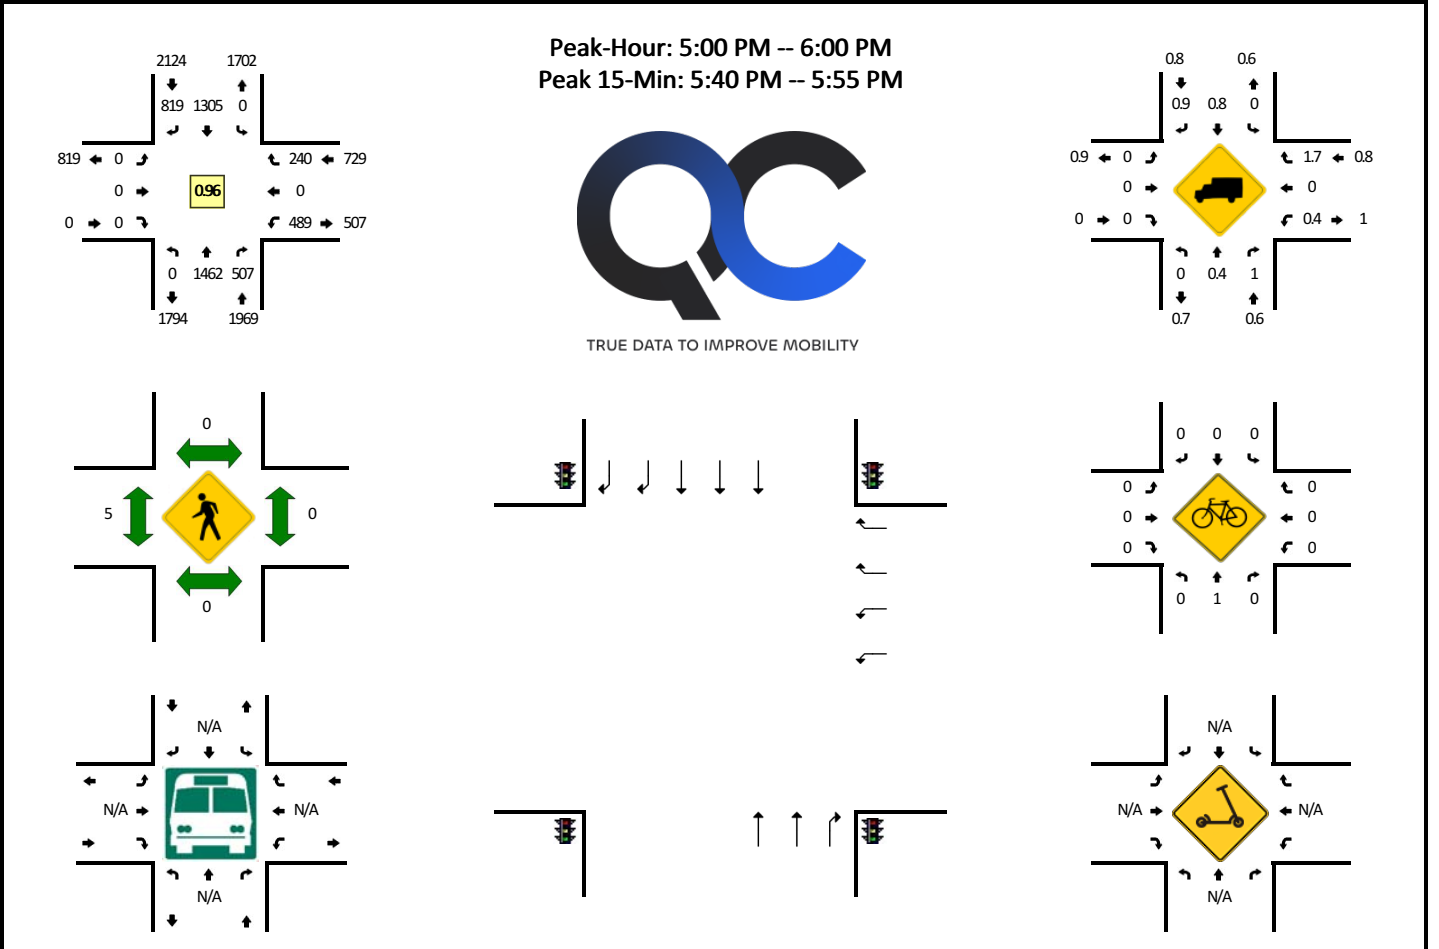 Peak-Hour: 5:00 PM -- 6:00 PM
Peak 15-Min: 5:40 PM -- 5:55 PM
2124 1702
819 1305 0
819 0 240 729
0 0.96 0
0 0 489 507
0 1462 507
1794 1969
TRUE DATA TO IMPROVE MOBILITY
0.8 0.6
0.9 0.8 0
0.9 0 1.7 0.8
0 0
0 0 0.4 1
0 0.4 1
0.7 0.6
0
5 0
0
0 0 0
0 0
0 0
0 0
0 1 0
N/A
N/A N/A
N/A
N/A
N/A N/A
N/A